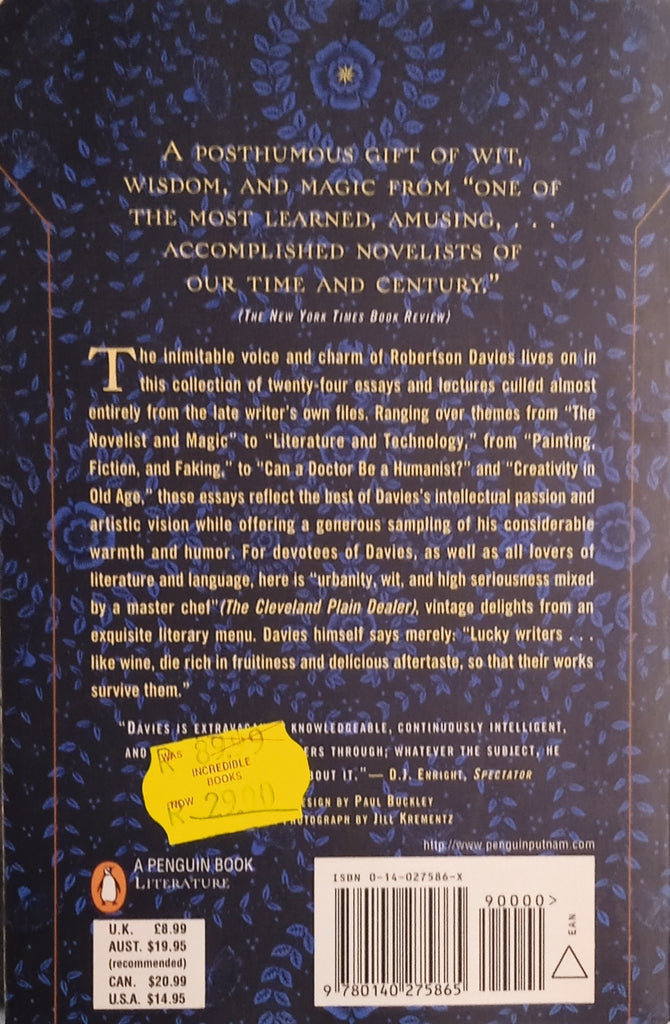 A POSTHUMOUS GIFT OF WIT,
WISDOM, AND MAGIC FROM “ONE OF
THE MOST LEARNED, AMUSING, . . .
ACCOMPLISHED NOVELISTS OF
OUR TIME AND CENTURY.”
(THE NEW YORK TIMES BOOK REVIEW)
The inimitable voice and charm of Robertson Davies lives on in
this collection of twenty-four essays and lectures culled almost
entirely from the late writer's own files. Ranging over themes from “The
Novelist and Magic” to “Literature and Technology,” from “Painting,
Fiction, and Faking,” to “Can a Doctor Be a Humanist?” and “Creativity in
Old Age,” these essays reflect the best of Davies's intellectual passion and
artistic vision while offering a generous sampling of his considerable
warmth and humor. For devotees of Davies, as well as all lovers of
literature and language, here is “urbanity, wit, and high seriousness mixed
by a master chef” (The Cleveland Plain Dealer), vintage delights from an
exquisite literary menu. Davies himself says merely: “Lucky writers . . .
like wine, die rich in fruitiness and delicious aftertaste, so that their works
survive them.”
“DAVIES IS KNOWLEDGEABLE, CONTINUOUSLY INTELLIGENT,
AND THROUGH; WHATEVER THE SUBJECT, HE
IT.” — D.J. ENRIGHT, SPECTATOR
WAS
R 89.99
INCREDIBLE
BOOKS
NOW
R 29.00
BY PAUL BUCKLEY
BY JILL KREMENTZ
http://www.penguinputnam.com
A PENGUIN BOOK
LITERATURE
U.K. £8.99
AUST. $19.95
(recommended)
CAN. $20.99
U.S.A. $14.95
ISBN 0-14-027586-X
90000>
EAN
9 780140 275865